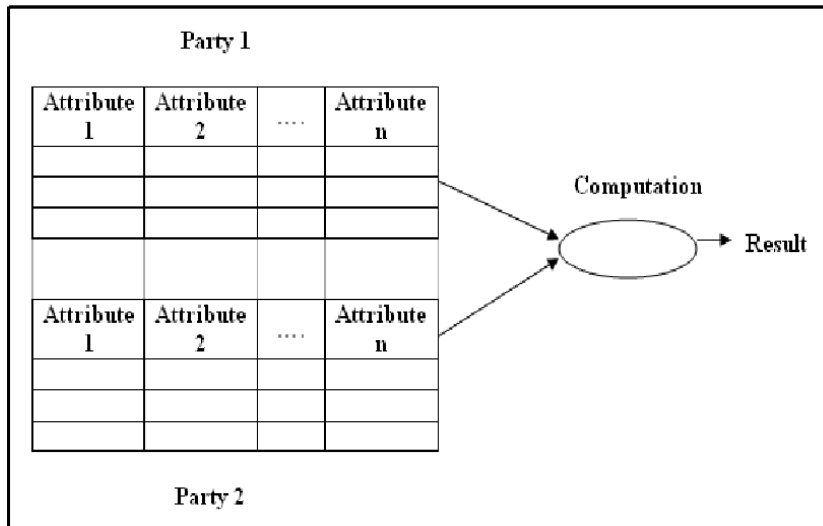 Party 1
Attribute 1
Attribute 2
....
Attribute n
Computation
Result
Attribute 1
Attribute 2
....
Attribute n
Party 2